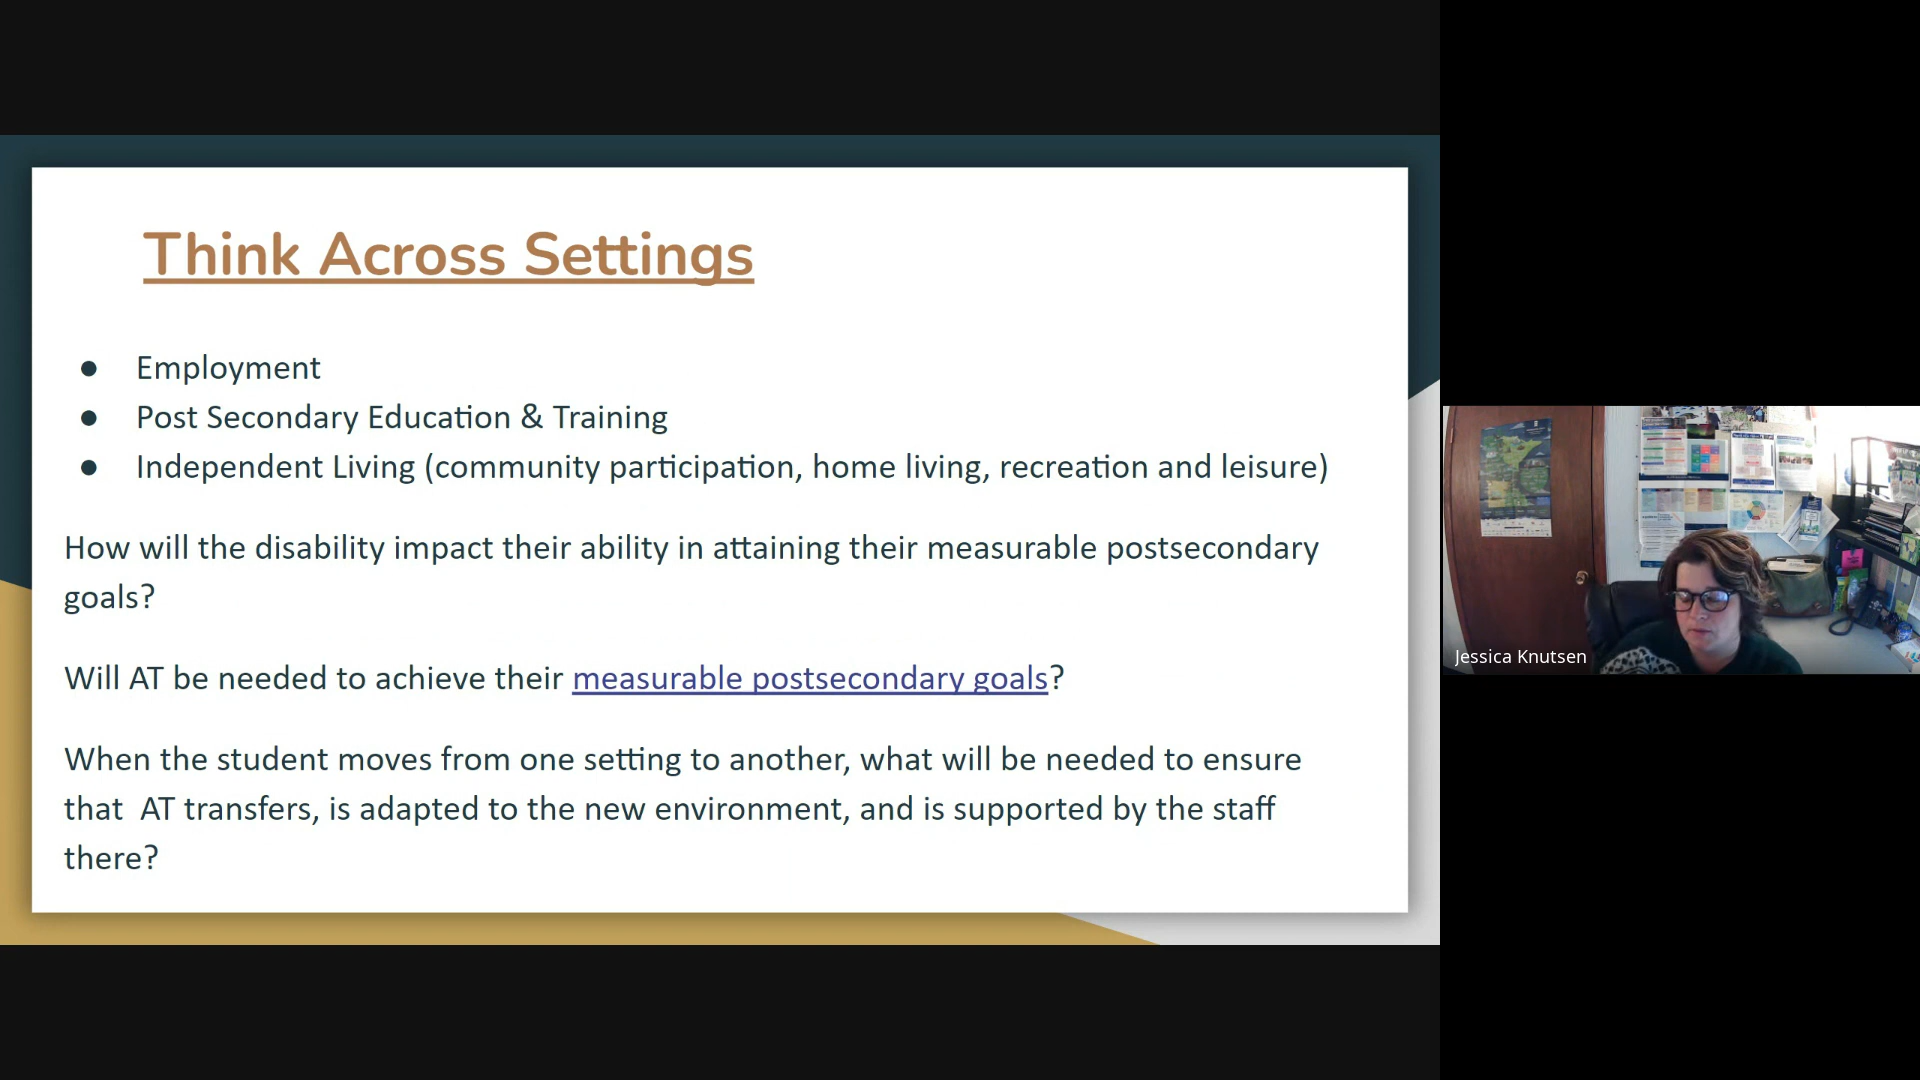 Think Across Settings
● Employment
● Post Secondary Education & Training
● Independent Living (community participation, home living, recreation and leisure)
How will the disability impact their ability in attaining their measurable postsecondary
goals?
Will AT be needed to achieve their measurable postsecondary goals?
When the student moves from one setting to another, what will be needed to ensure
that  AT transfers, is adapted to the new environment, and is supported by the staff
there?
Jessica Knutsen